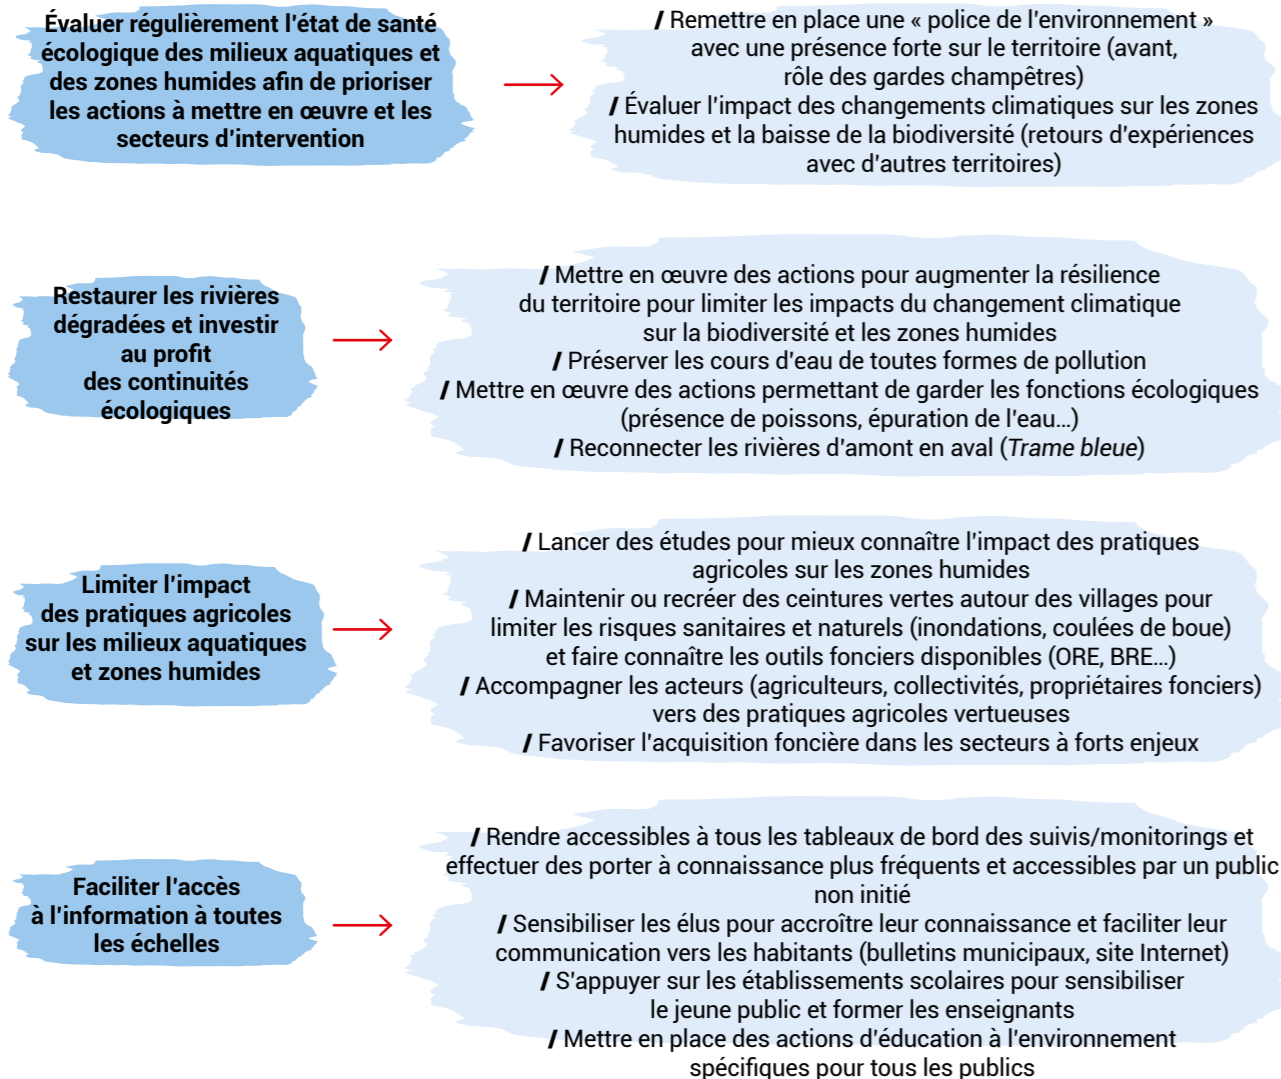 Évaluer régulièrement l'état de santé
écologique des milieux aquatiques et
des zones humides afin de prioriser
les actions à mettre en œuvre et les
secteurs d'intervention
/ Remettre en place une « police de l'environnement »
avec une présence forte sur le territoire (avant,
rôle des gardes champêtres)
/ Évaluer l'impact des changements climatiques sur les zones
humides et la baisse de la biodiversité (retours d'expériences
avec d'autres territoires)
Restaurer les rivières
dégradées et investir
au profit
des continuités
écologiques
/ Mettre en œuvre des actions pour augmenter la résilience
du territoire pour limiter les impacts du changement climatique
sur la biodiversité et les zones humides
/ Préserver les cours d'eau de toutes formes de pollution
/ Mettre en œuvre des actions permettant de garder les fonctions écologiques
(présence de poissons, épuration de l'eau...)
/ Reconnecter les rivières d'amont en aval (Trame bleue)
Limiter l'impact
des pratiques agricoles
sur les milieux aquatiques
et zones humides
/ Lancer des études pour mieux connaître l'impact des pratiques
agricoles sur les zones humides
/ Maintenir ou recréer des ceintures vertes autour des villages pour
limiter les risques sanitaires et naturels (inondations, coulées de boue)
et faire connaître les outils fonciers disponibles (ORE, BRE...)
/ Accompagner les acteurs (agriculteurs, collectivités, propriétaires fonciers)
vers des pratiques agricoles vertueuses
/ Favoriser l'acquisition foncière dans les secteurs à forts enjeux
Faciliter l'accès
à l'information à toutes
les échelles
/ Rendre accessibles à tous les tableaux de bord des suivis/monitorings et
effectuer des porter à connaissance plus fréquents et accessibles par un public
non initié
/ Sensibiliser les élus pour accroître leur connaissance et faciliter leur
communication vers les habitants (bulletins municipaux, site Internet)
/ S'appuyer sur les établissements scolaires pour sensibiliser
le jeune public et former les enseignants
/ Mettre en place des actions d'éducation à l'environnement
spécifiques pour tous les publics